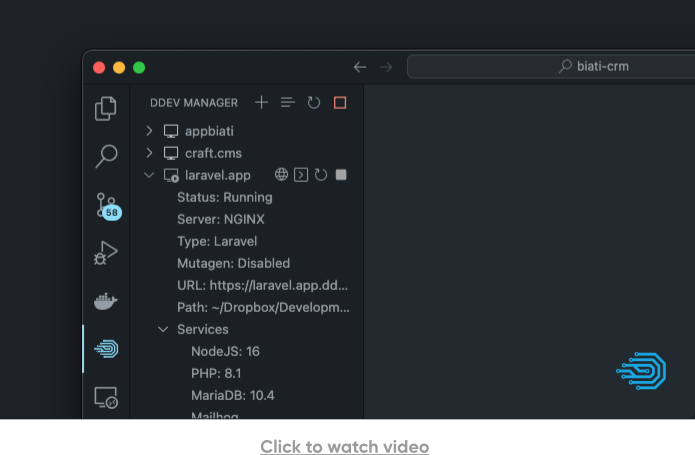 biati-crm
DDEV MANAGER
appbiati
craft.cms
laravel.app
Status: Running
Server: NGINX
Type: Laravel
Mutagen: Disabled
58
URL: https://laravel.app.dd...
Path: ~/Dropbox/Developm...
Services
NodeJS: 16
PHP: 8.1
MariaDB: 10.4
Mailhog
Click to watch video